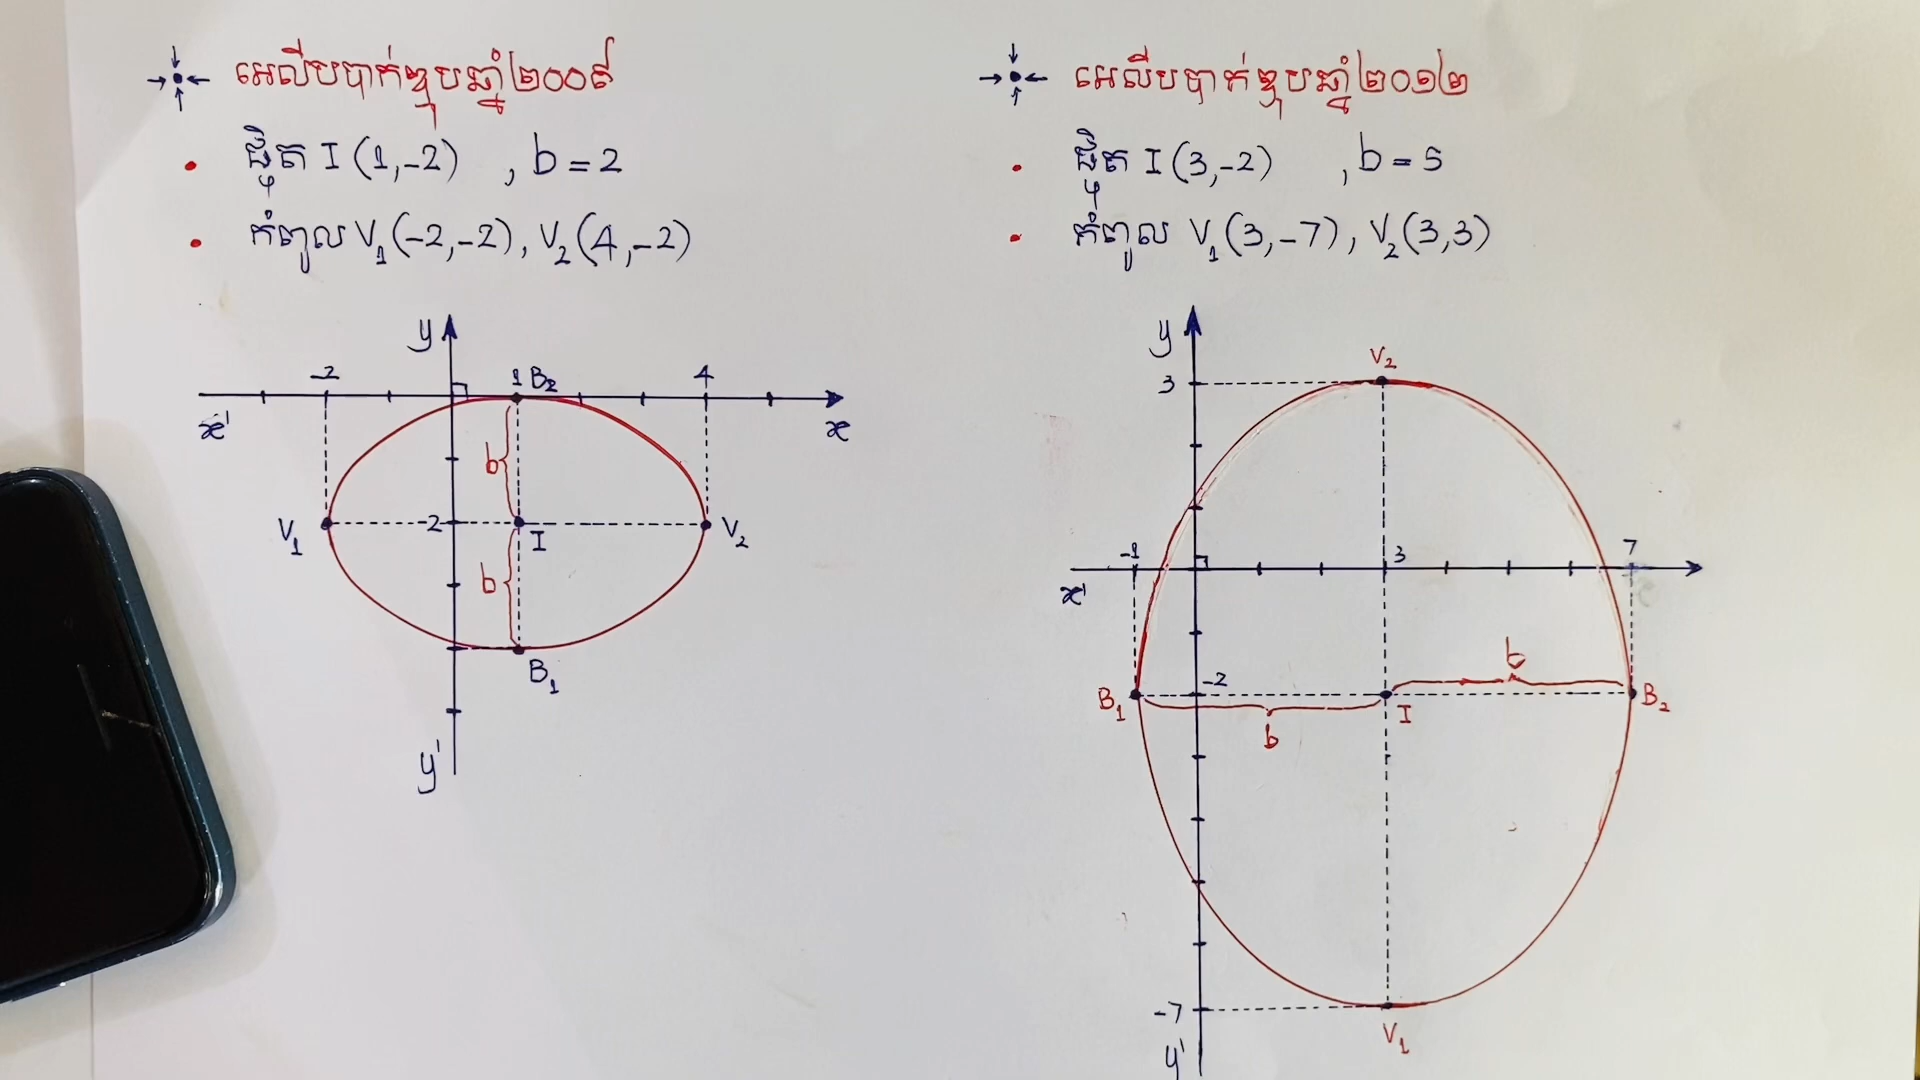 អេលីបបាក់ឌុបឆ្នាំ២០០៩
ផ្ចិត I (1,-2) , b = 2
កំពូល V₁(-2,-2), V₂(4,-2)
y
-2 1 B₂ 4
x' x
b
V₁ -2 I V₂
b
B₁
y'
អេលីបបាក់ឌុបឆ្នាំ២០១២
ផ្ចិត I (3,-2) , b = 5
កំពូល V₁(3,-7), V₂(3,3)
y V₂
3
-1 3 7
x'
b
B₁ -2 I B₂
b
-7
V₁
y'